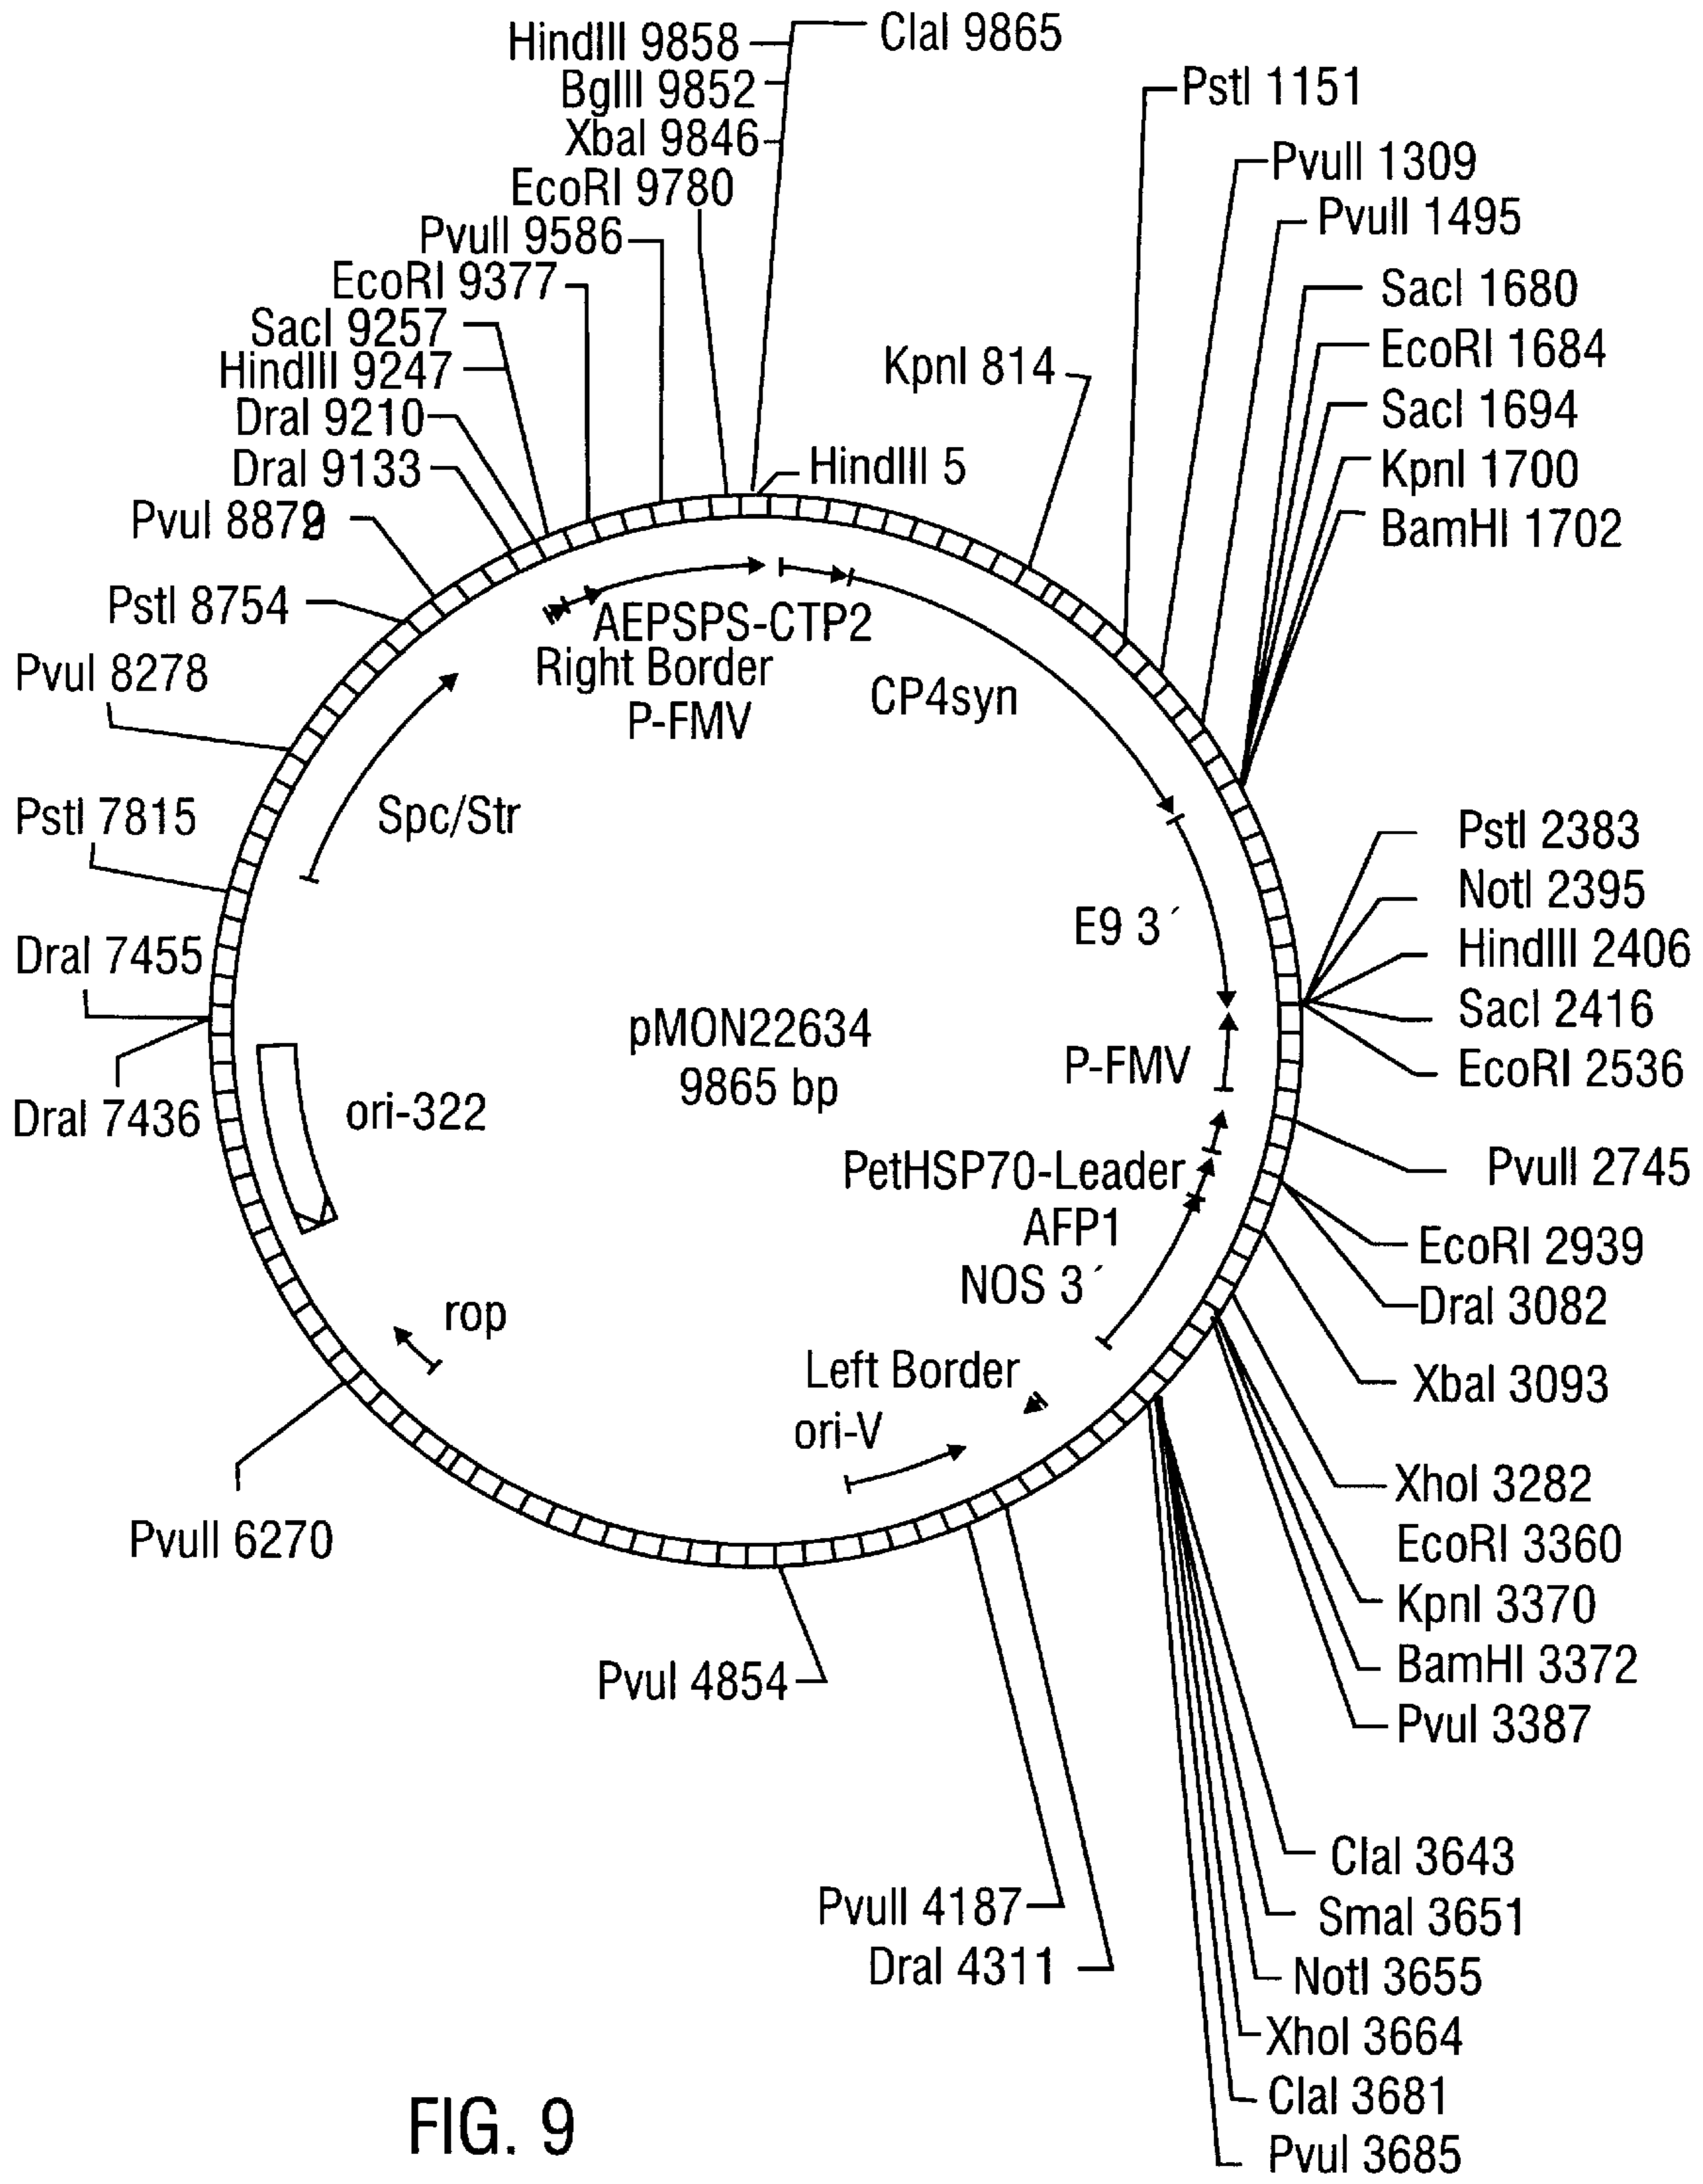 HindIII 9858
ClaI 9865
BglII 9852
XbaI 9846
EcoRI 9780
PvuII 9586
EcoRI 9377
SacI 9257
HindIII 9247
DraI 9210
DraI 9133
PstI 8754
PvuI 8278
PstI 7815
DraI 7455
DraI 7436
PvuII 6270
PvuI 4854
PvuII 4187
DraI 4311
HindIII 5
KpnI 814
PstI 1151
PvuII 1309
PvuII 1495
SacI 1680
EcoRI 1684
SacI 1694
KpnI 1700
BamHI 1702
PstI 2383
NotI 2395
HindIII 2406
SacI 2416
EcoRI 2536
PvuII 2745
EcoRI 2939
DraI 3082
XbaI 3093
XhoI 3282
EcoRI 3360
KpnI 3370
BamHI 3372
PvuI 3387
ClaI 3643
SmaI 3651
NotI 3655
XhoI 3664
ClaI 3681
PvuI 3685
AEPSPS-CTP2
Right Border
P-FMV
CP4syn
Spc/Str
E9 3´
pMON22634
9865 bp
P-FMV
ori-322
PetHSP70-Leader
AFP1
NOS 3´
rop
Left Border
ori-V
PvuI
FIG. 9